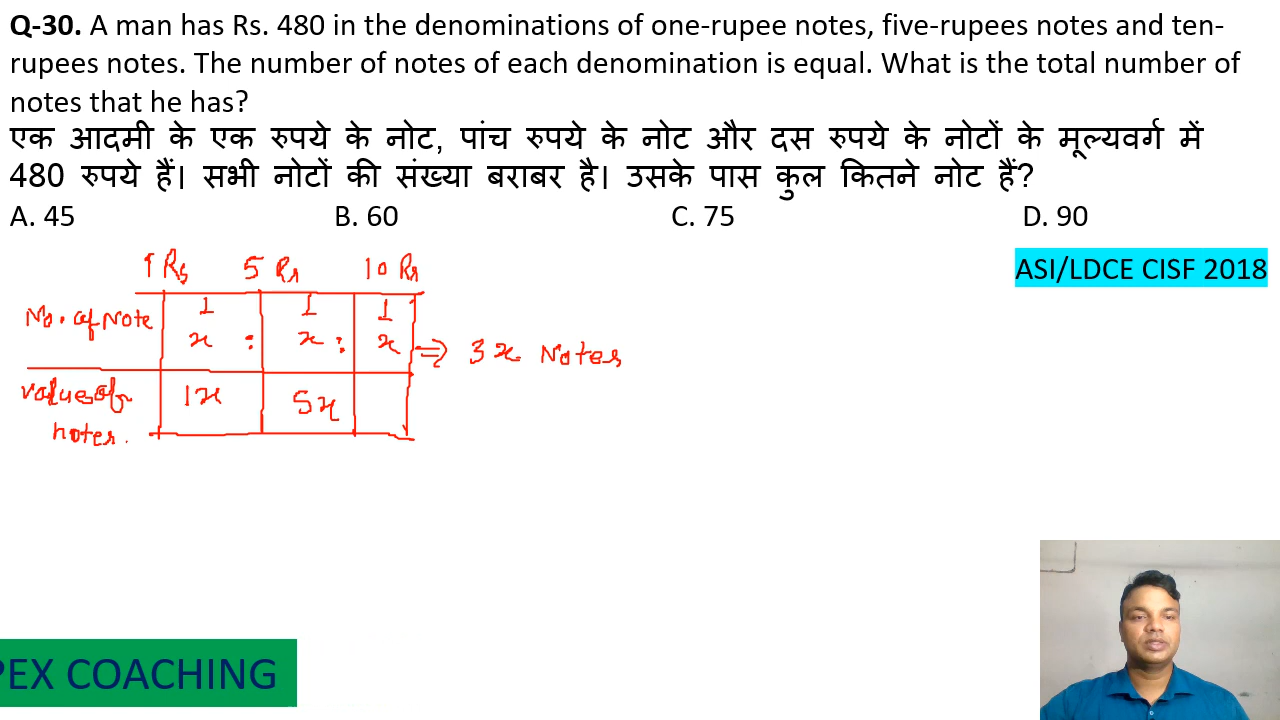 Q-30. A man has Rs. 480 in the denominations of one-rupee notes, five-rupees notes and ten-
rupees notes. The number of notes of each denomination is equal. What is the total number of
notes that he has?
एक आदमी के एक रुपये के नोट, पांच रुपये के नोट और दस रुपये के नोटों के मूल्यवर्ग में
480 रुपये हैं। सभी नोटों की संख्या बराबर है। उसके पास कुल कितने नोट हैं?
A. 45 B. 60 C. 75 D. 90
ASI/LDCE CISF 2018
1 Rs 5 Rs 10 Rs
No. of Note 1 1 1
x : x : x ⇒ 3x Notes
values of 1x 5x
notes.
PEX COACHING